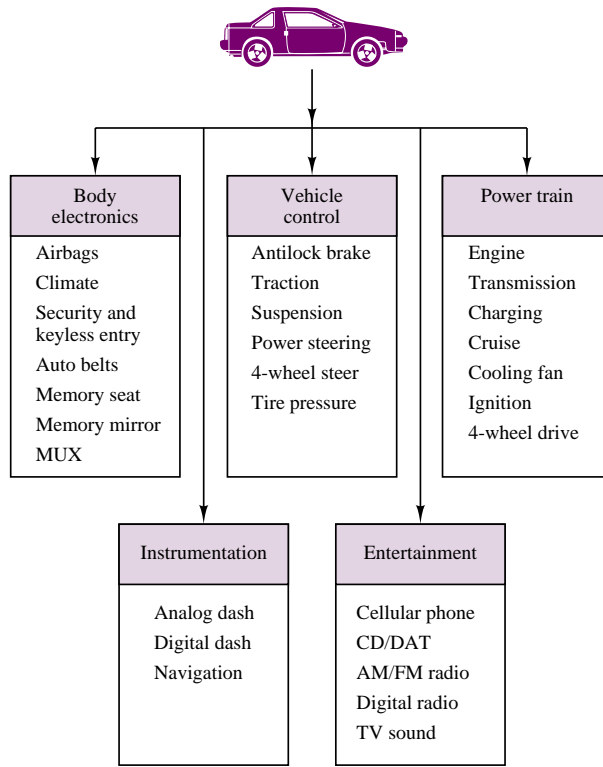 Body
electronics
Airbags
Climate
Security and
keyless entry
Auto belts
Memory seat
Memory mirror
MUX
Vehicle
control
Antilock brake
Traction
Suspension
Power steering
4-wheel steer
Tire pressure
Power train
Engine
Transmission
Charging
Cruise
Cooling fan
Ignition
4-wheel drive
Instrumentation
Analog dash
Digital dash
Navigation
Entertainment
Cellular phone
CD/DAT
AM/FM radio
Digital radio
TV sound